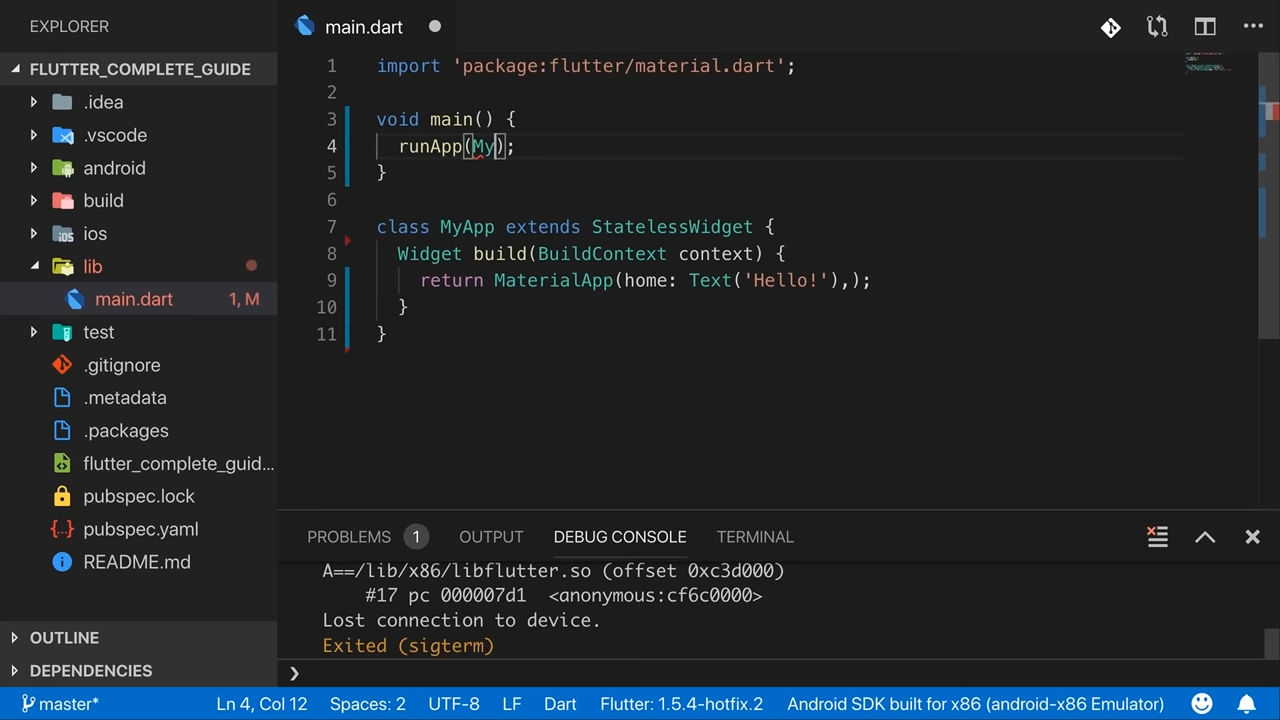 EXPLORER
FLUTTER_COMPLETE_GUIDE
.idea
.vscode
android
build
ios
lib
main.dart 1, M
test
.gitignore
.metadata
.packages
flutter_complete_guid...
pubspec.lock
pubspec.yaml
README.md
OUTLINE
DEPENDENCIES
main.dart
1 import 'package:flutter/material.dart';
2
3 void main() {
4 runApp(My);
5 }
6
7 class MyApp extends StatelessWidget {
8 Widget build(BuildContext context) {
9 return MaterialApp(home: Text('Hello!'),);
10 }
11 }
PROBLEMS 1 OUTPUT DEBUG CONSOLE TERMINAL
A==/lib/x86/libflutter.so (offset 0xc3d000)
#17 pc 000007d1 <anonymous:cf6c0000>
Lost connection to device.
Exited (sigterm)
master* Ln 4, Col 12 Spaces: 2 UTF-8 LF Dart Flutter: 1.5.4-hotfix.2 Android SDK built for x86 (android-x86 Emulator)